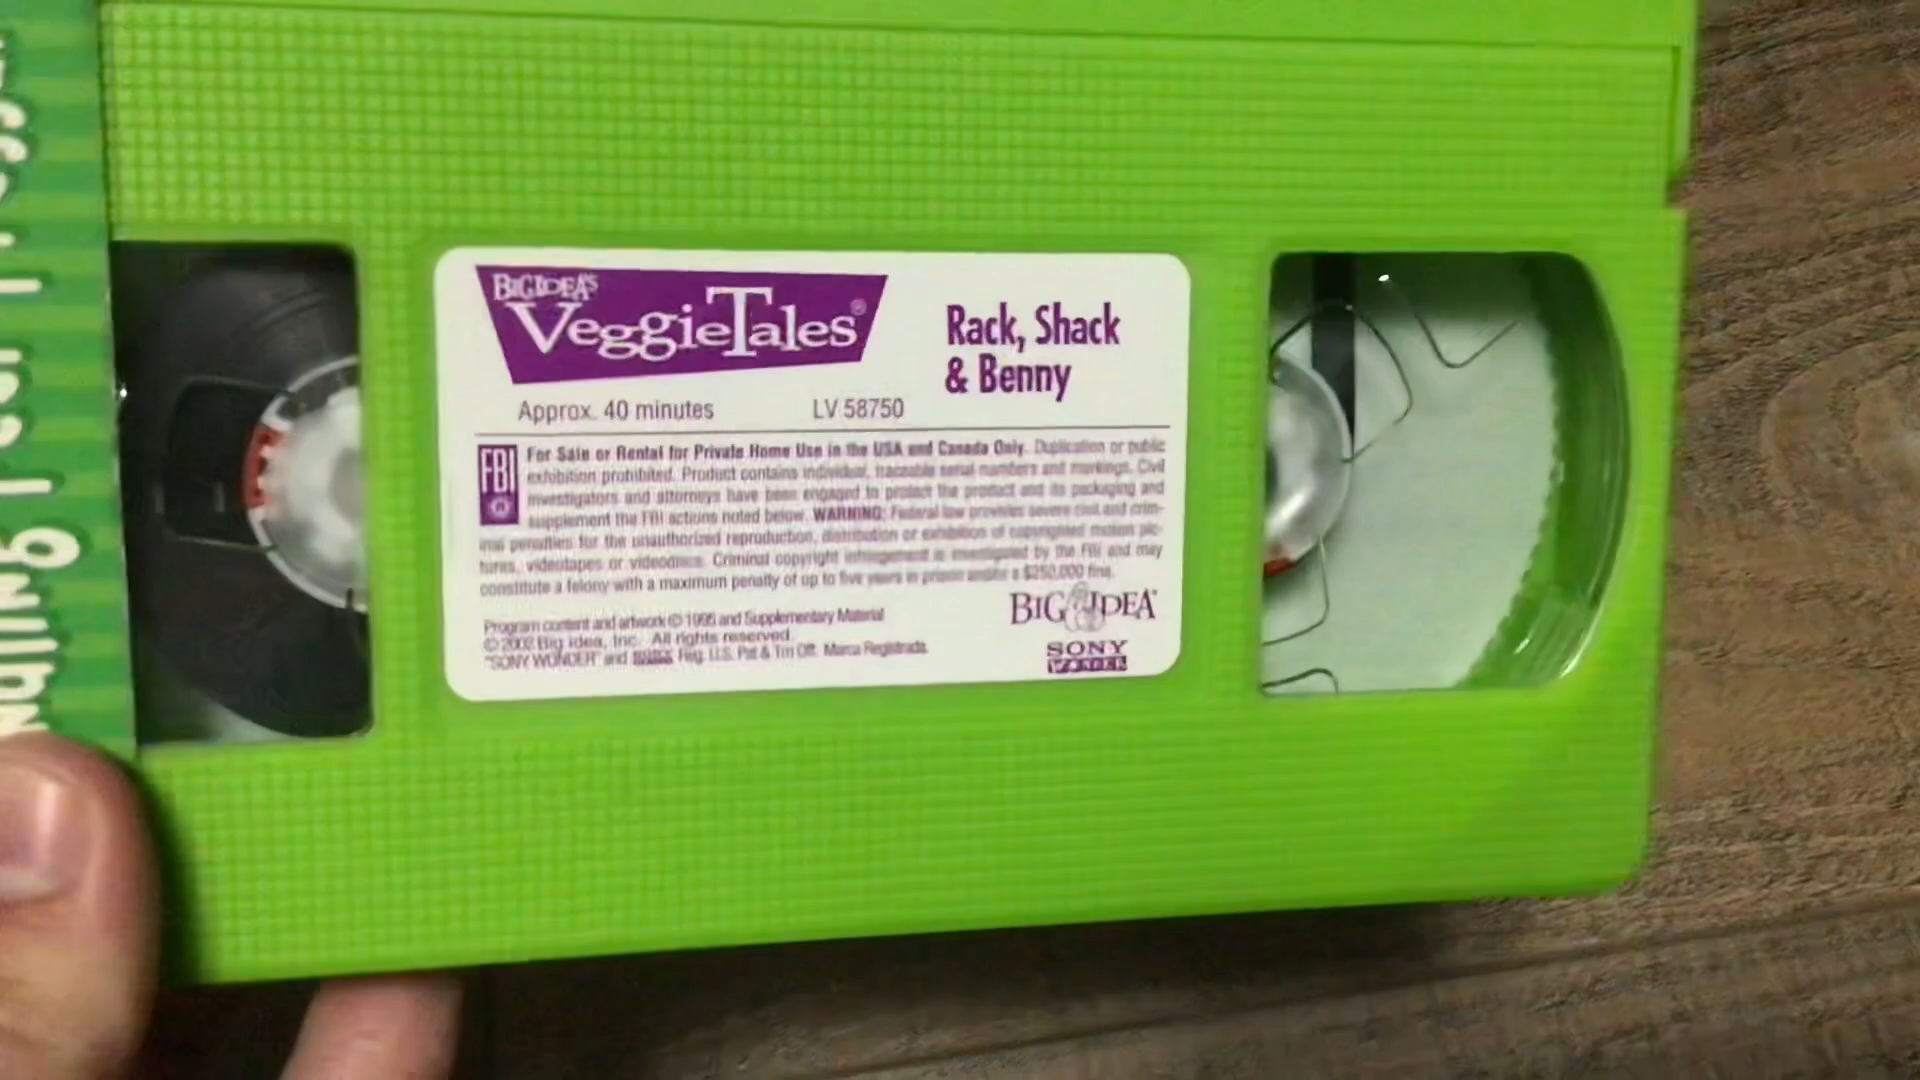 BIG IDEA'S
VeggieTales®
Rack, Shack
& Benny
Approx. 40 minutes
LV 58750
FBI
For Sale or Rental for Private Home Use in the USA and Canada Only. Duplication or public
exhibition prohibited. Product contains individual, traceable serial numbers and markings. Civil
investigators and attorneys have been engaged to protect the product and its packaging and
supplement the FBI actions noted below. WARNING: Federal law provides severe civil and crim-
inal penalties for the unauthorized reproduction, distribution or exhibition of copyrighted motion pic-
tures, videotapes or videodiscs. Criminal copyright infringement is investigated by the FBI and may
constitute a felony with a maximum penalty of up to five years in prison and/or a $250,000 fine.
Program content and artwork © 1995 and Supplementary Material
© 2002 Big Idea, Inc. All rights reserved.
"SONY WONDER" and Reg. U.S. Pat & Tm Off. Marca Registrada.
BIG IDEA
SONY
WONDER